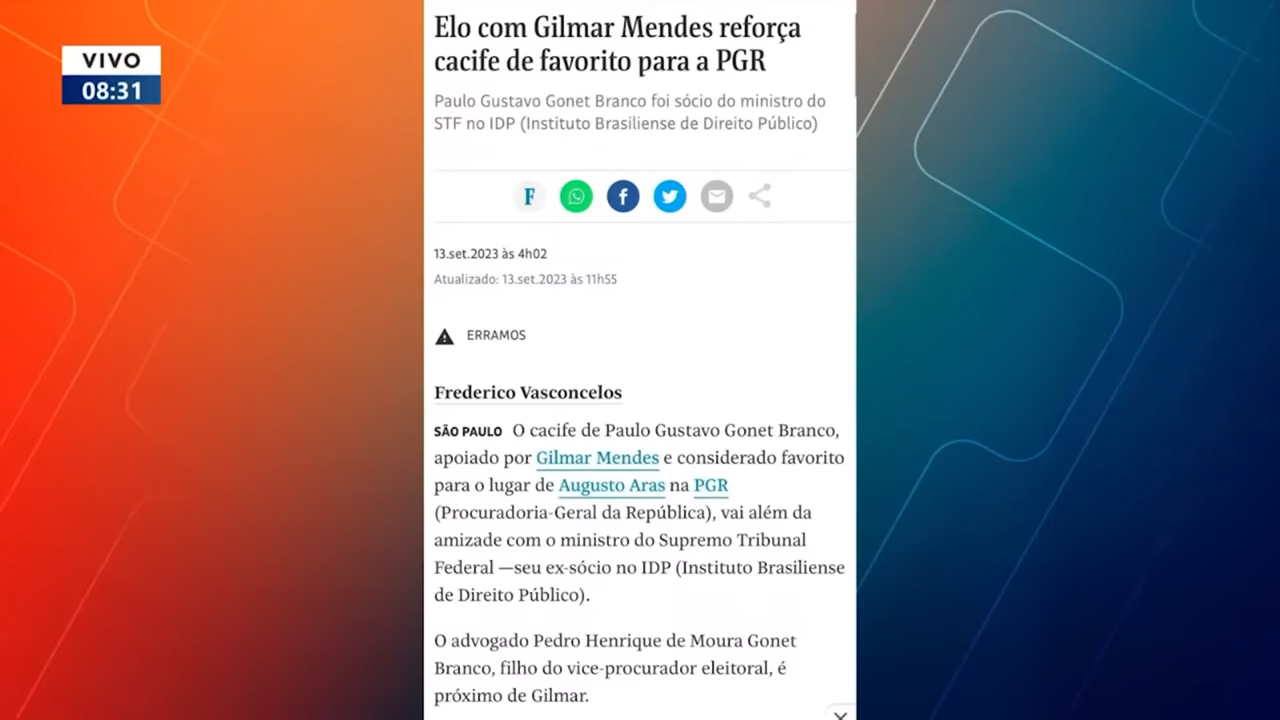 VIVO
08:31
Elo com Gilmar Mendes reforça
cacife de favorito para a PGR
Paulo Gustavo Gonet Branco foi sócio do ministro do
STF no IDP (Instituto Brasiliense de Direito Público)
F
13.set.2023 às 4h02
Atualizado: 13.set.2023 às 11h55
ERRAMOS
Frederico Vasconcelos
SÃO PAULO O cacife de Paulo Gustavo Gonet Branco,
apoiado por Gilmar Mendes e considerado favorito
para o lugar de Augusto Aras na PGR
(Procuradoria-Geral da República), vai além da
amizade com o ministro do Supremo Tribunal
Federal —seu ex-sócio no IDP (Instituto Brasiliense
de Direito Público).
O advogado Pedro Henrique de Moura Gonet
Branco, filho do vice-procurador eleitoral, é
próximo de Gilmar.